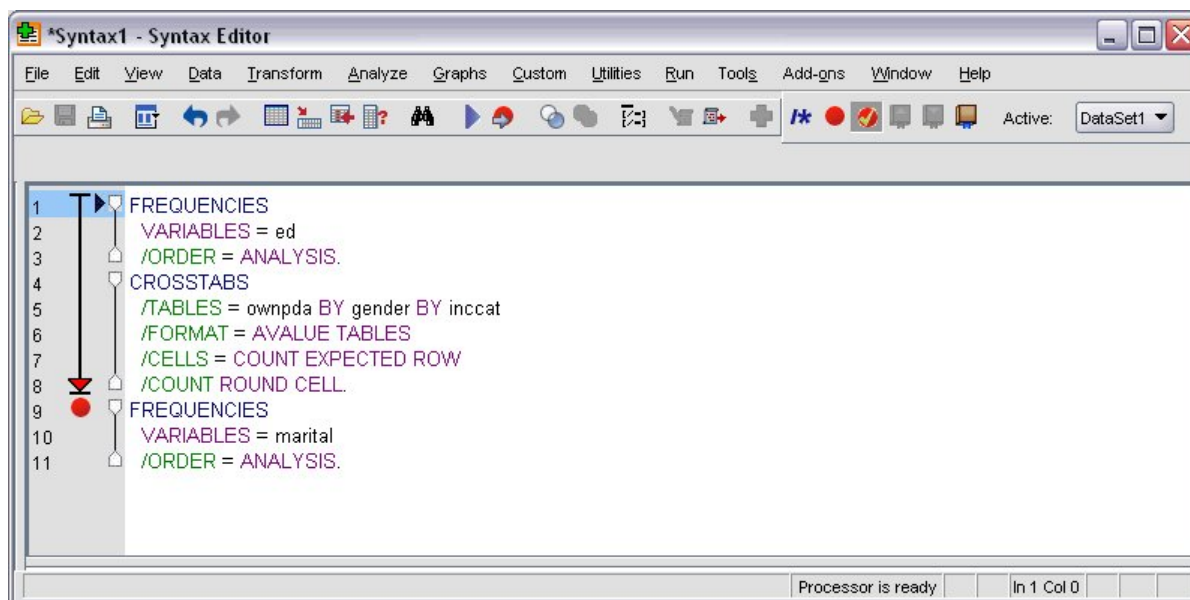 *Syntax1 - Syntax Editor
File Edit View Data Transform Analyze Graphs Custom Utilities Run Tools Add-ons Window Help
/* Active: DataSet1
1 FREQUENCIES
2 VARIABLES = ed
3 /ORDER = ANALYSIS.
4 CROSSTABS
5 /TABLES = ownpda BY gender BY inccat
6 /FORMAT = AVALUE TABLES
7 /CELLS = COUNT EXPECTED ROW
8 /COUNT ROUND CELL.
9 FREQUENCIES
10 VARIABLES = marital
11 /ORDER = ANALYSIS.
Processor is ready In 1 Col 0